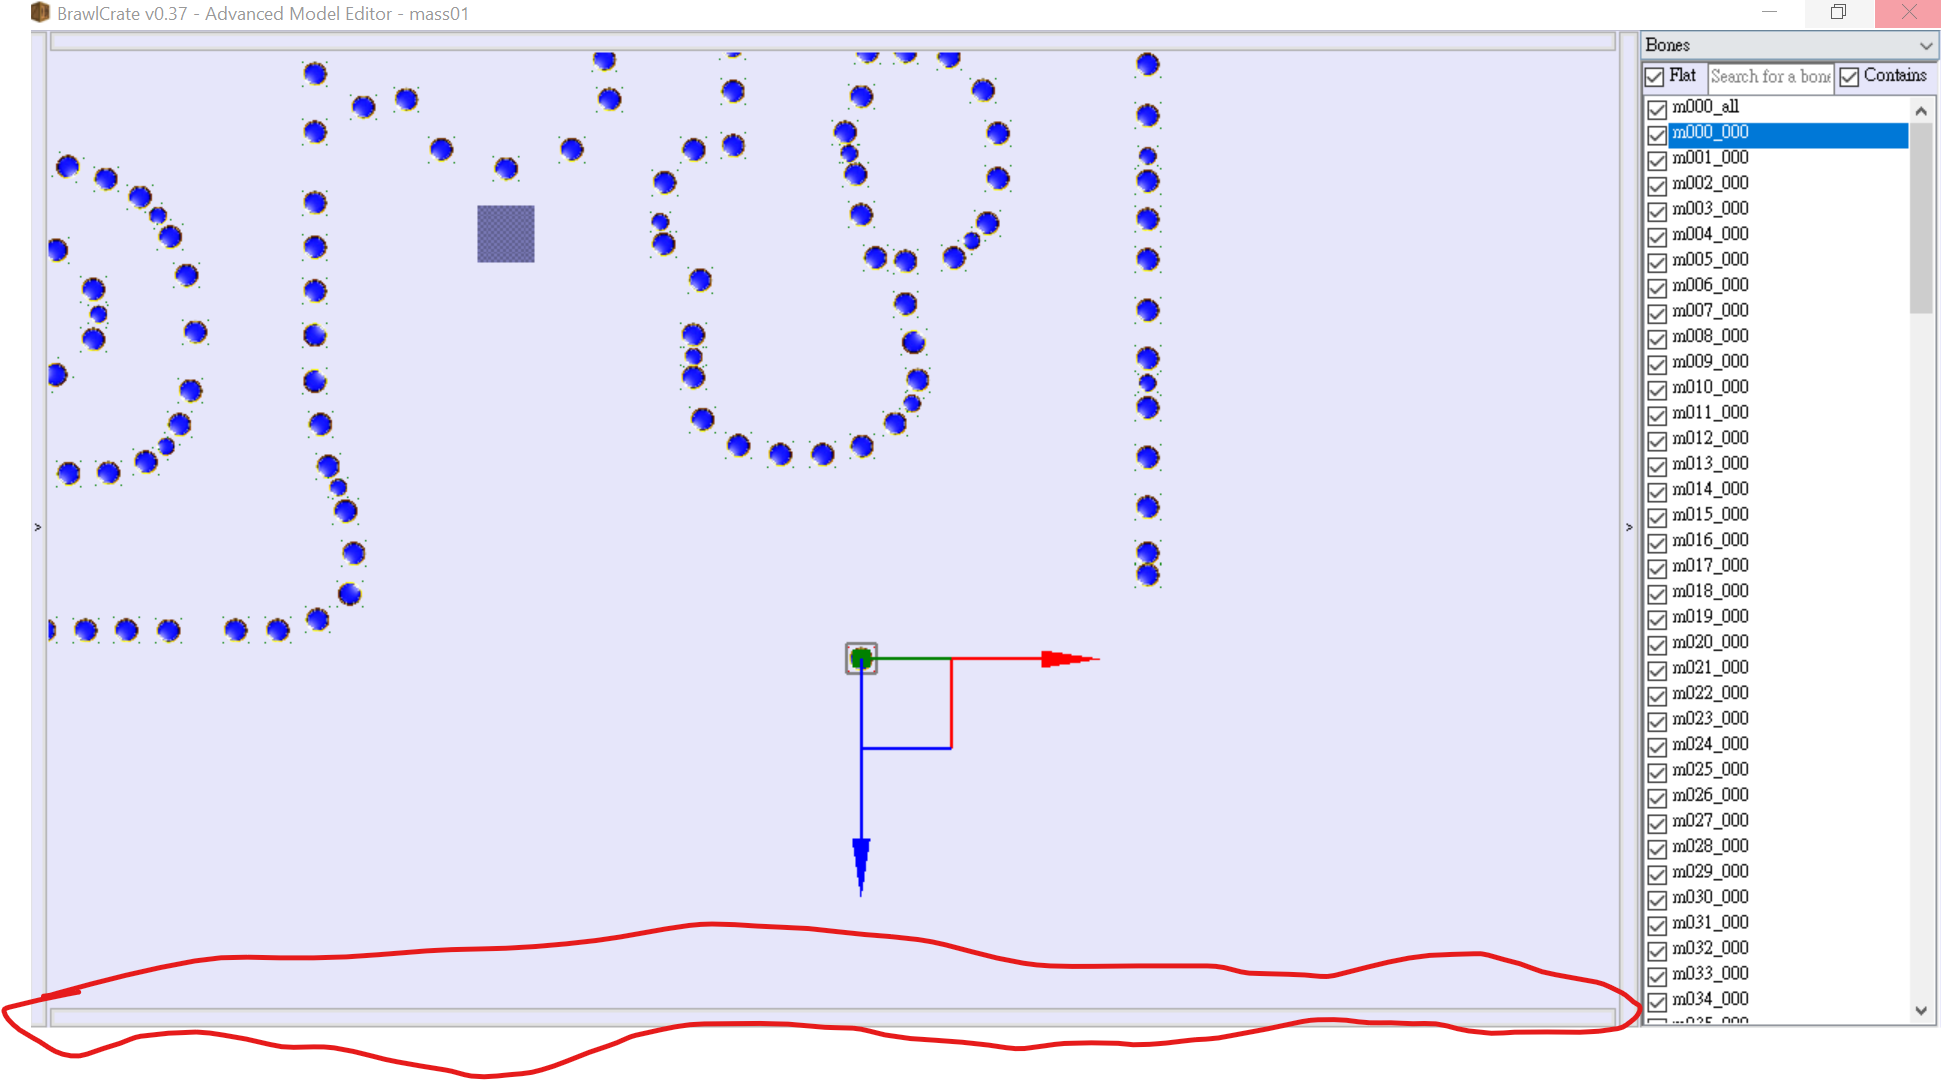 BrawlCrate v0.37 - Advanced Model Editor - mass01
Bones
Flat
Search for a bone
Contains
m000_all
m000_000
m001_000
m002_000
m003_000
m004_000
m005_000
m006_000
m007_000
m008_000
m009_000
m010_000
m011_000
m012_000
m013_000
m014_000
m015_000
m016_000
m017_000
m018_000
m019_000
m020_000
m021_000
m022_000
m023_000
m024_000
m025_000
m026_000
m027_000
m028_000
m029_000
m030_000
m031_000
m032_000
m033_000
m034_000
m035_000
>
>